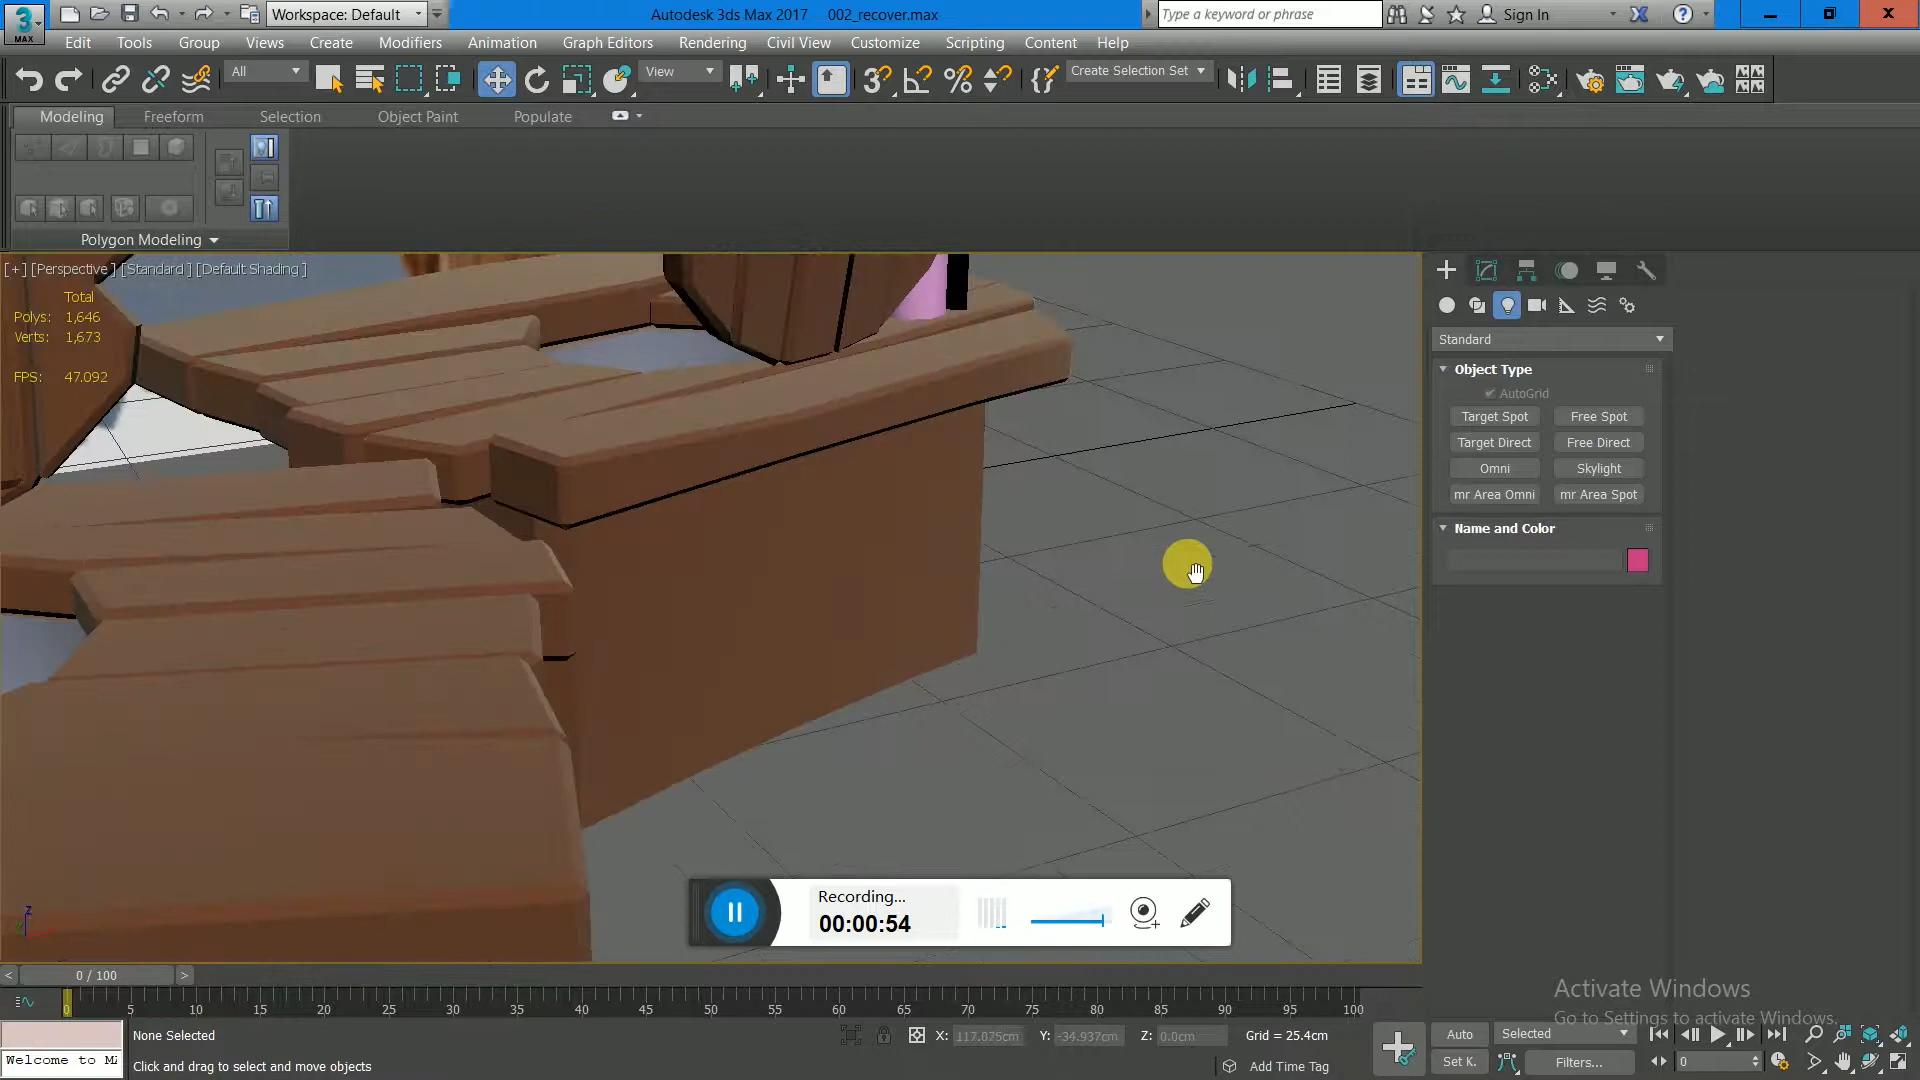 Workspace: Default
Autodesk 3ds Max 2017    002_recover.max
Type a keyword or phrase
Sign In
3
MAX
Edit Tools Group Views Create Modifiers Animation Graph Editors Rendering Civil View Customize Scripting Content Help
All
View
Create Selection Set
Modeling Freeform Selection Object Paint Populate
Polygon Modeling
[+] [Perspective ] [Standard ] [Default Shading ]
Total
Polys: 1,646
Verts: 1,673
FPS: 47.092
Standard
Object Type
AutoGrid
Target Spot Free Spot
Target Direct Free Direct
Omni Skylight
mr Area Omni mr Area Spot
Name and Color
Recording...
00:00:54
z
< 0 / 100 >
0 5 10 15 20 25 30 35 40 45 50 55 60 65 70 75 80 85 90 95 100
Activate Windows
Go to Settings to activate Windows.
None Selected
X: 117.075cm Y: -34.937cm Z: 0.0cm Grid = 25.4cm
Auto Selected
Welcome to M
Click and drag to select and move objects
Add Time Tag
Set K. Filters... 0